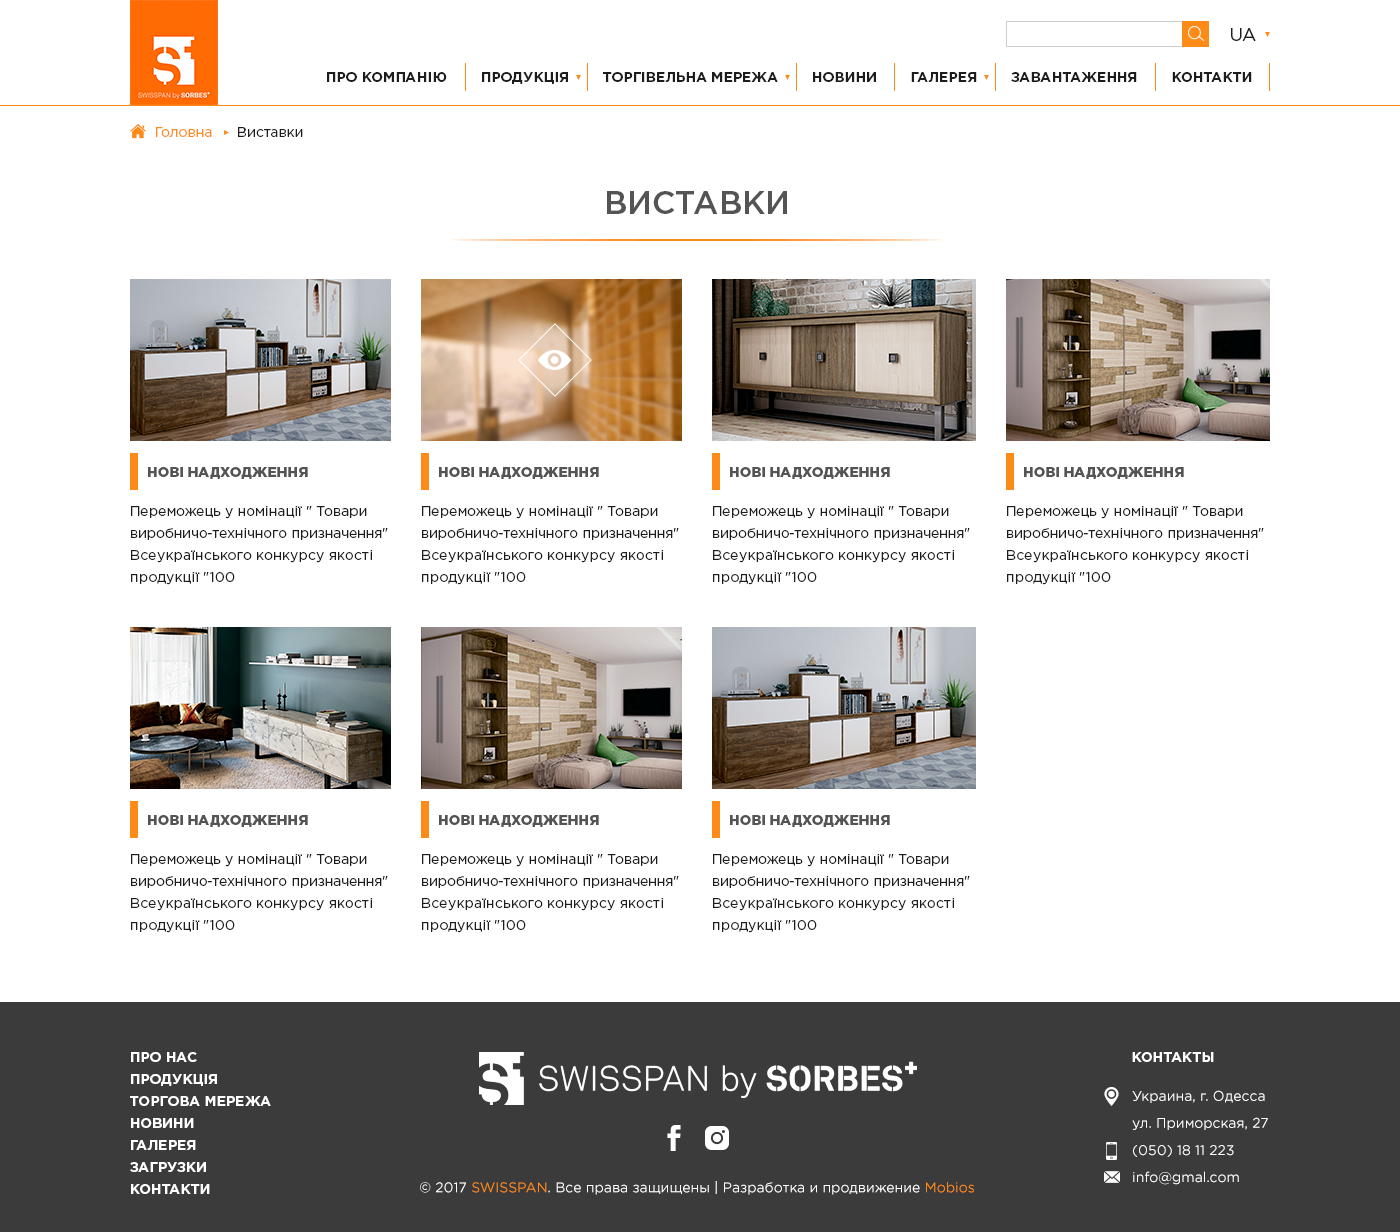 SWISSPAN by SORBES+
UA
ПРО КОМПАНІЮ
ПРОДУКЦІЯ
ТОРГІВЕЛЬНА МЕРЕЖА
НОВИНИ
ГАЛЕРЕЯ
ЗАВАНТАЖЕННЯ
КОНТАКТИ
Головна
Виставки
ВИСТАВКИ
НОВІ НАДХОДЖЕННЯ
Переможець у номінації " Товари
виробничо-технічного призначення"
Всеукраїнського конкурсу якості
продукції "100
НОВІ НАДХОДЖЕННЯ
Переможець у номінації " Товари
виробничо-технічного призначення"
Всеукраїнського конкурсу якості
продукції "100
НОВІ НАДХОДЖЕННЯ
Переможець у номінації " Товари
виробничо-технічного призначення"
Всеукраїнського конкурсу якості
продукції "100
НОВІ НАДХОДЖЕННЯ
Переможець у номінації " Товари
виробничо-технічного призначення"
Всеукраїнського конкурсу якості
продукції "100
НОВІ НАДХОДЖЕННЯ
Переможець у номінації " Товари
виробничо-технічного призначення"
Всеукраїнського конкурсу якості
продукції "100
НОВІ НАДХОДЖЕННЯ
Переможець у номінації " Товари
виробничо-технічного призначення"
Всеукраїнського конкурсу якості
продукції "100
НОВІ НАДХОДЖЕННЯ
Переможець у номінації " Товари
виробничо-технічного призначення"
Всеукраїнського конкурсу якості
продукції "100
ПРО НАС
ПРОДУКЦІЯ
ТОРГОВА МЕРЕЖА
НОВИНИ
ГАЛЕРЕЯ
ЗАГРУЗКИ
КОНТАКТИ
SWISSPAN by SORBES+
© 2017 SWISSPAN. Все права защищены | Разработка и продвижение Mobios
КОНТАКТЫ
Украина, г. Одесса
ул. Приморская, 27
(050) 18 11 223
info@gmal.com